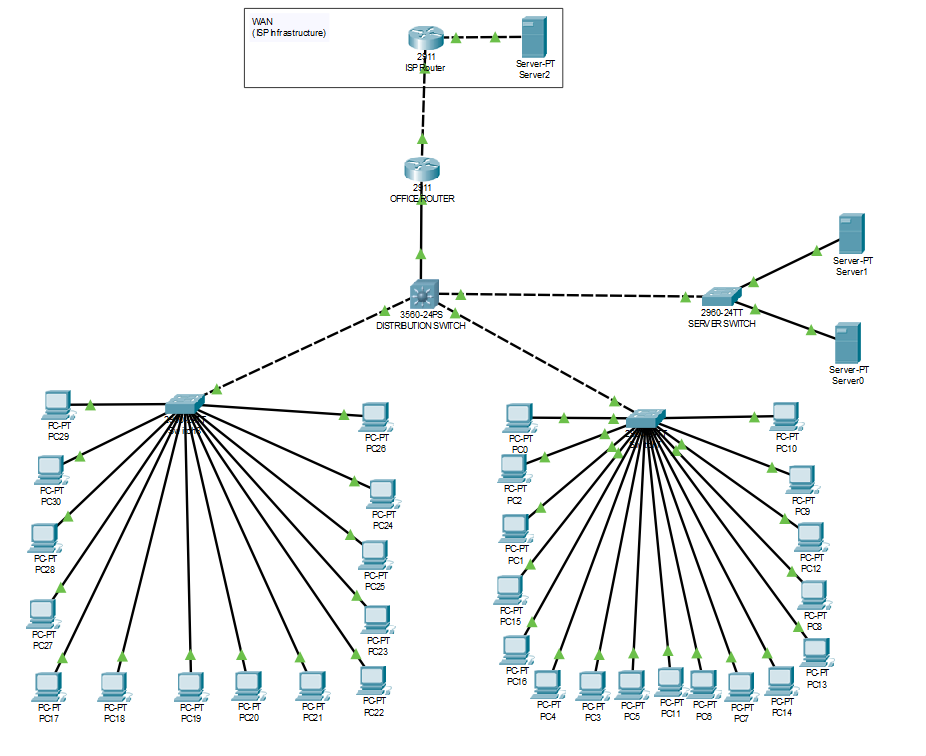 WAN
(ISP Infrastructure)
2911
ISP Router
Server-PT
Server2
2911
OFFICE ROUTER
Server-PT
Server1
3560-24PS
DISTRIBUTION SWITCH
2960-24TT
SERVER SWITCH
Server-PT
Server0
PC-PT
PC29
PC-PT
PC26
PC-PT
PC30
PC-PT
PC24
PC-PT
PC28
PC-PT
PC25
PC-PT
PC27
PC-PT
PC23
PC-PT
PC17
PC-PT
PC18
PC-PT
PC19
PC-PT
PC20
PC-PT
PC21
PC-PT
PC22
PC-PT
PC0
PC-PT
PC10
PC-PT
PC2
PC-PT
PC9
PC-PT
PC1
PC-PT
PC12
PC-PT
PC15
PC-PT
PC8
PC-PT
PC16
PC-PT
PC13
PC-PT
PC4
PC-PT
PC3
PC-PT
PC5
PC-PT
PC11
PC-PT
PC6
PC-PT
PC7
PC-PT
PC14